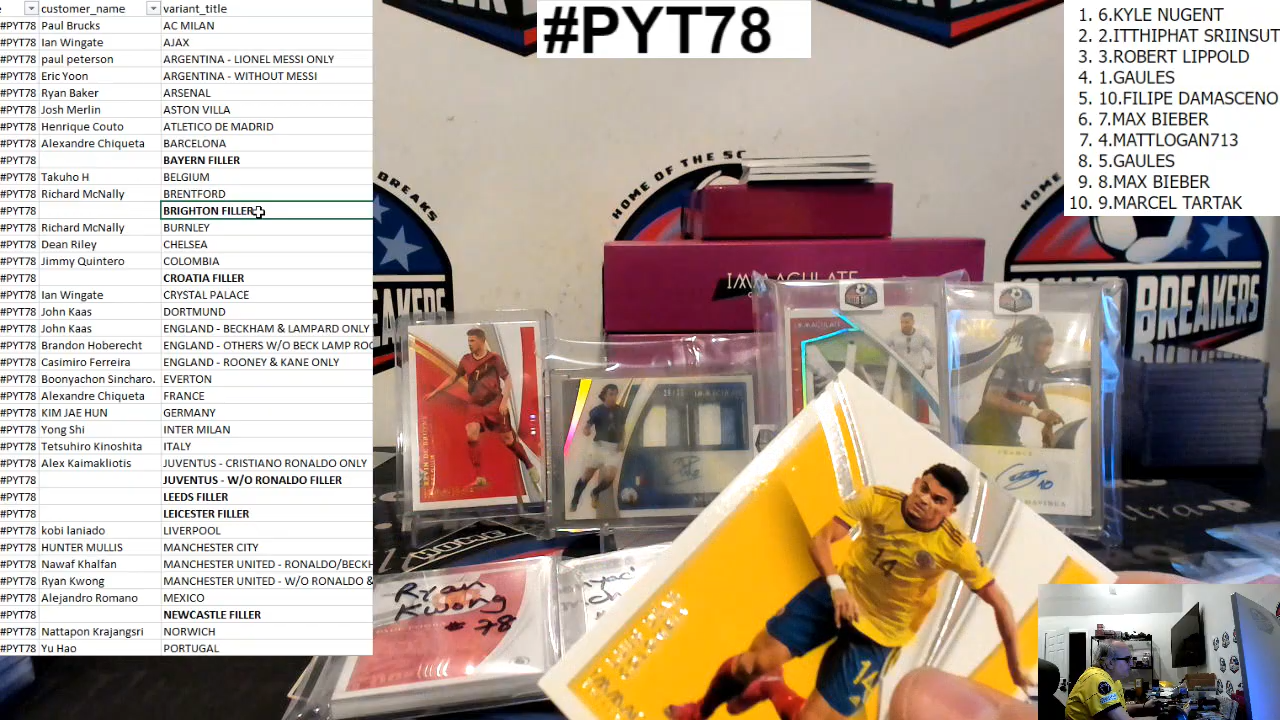 customer_name variant_title
#PYT78 Paul Brucks AC MILAN
#PYT78 Ian Wingate AJAX
#PYT78 paul peterson ARGENTINA - LIONEL MESSI ONLY
#PYT78 Eric Yoon ARGENTINA - WITHOUT MESSI
#PYT78 Ryan Baker ARSENAL
#PYT78 Josh Merlin ASTON VILLA
#PYT78 Henrique Couto ATLETICO DE MADRID
#PYT78 Alexandre Chiqueta BARCELONA
#PYT78 BAYERN FILLER
#PYT78 Takuho H BELGIUM
#PYT78 Richard McNally BRENTFORD
#PYT78 BRIGHTON FILLER
#PYT78 Richard McNally BURNLEY
#PYT78 Dean Riley CHELSEA
#PYT78 Jimmy Quintero COLOMBIA
#PYT78 CROATIA FILLER
#PYT78 Ian Wingate CRYSTAL PALACE
#PYT78 John Kaas DORTMUND
#PYT78 John Kaas ENGLAND - BECKHAM & LAMPARD ONLY
#PYT78 Brandon Hoberecht ENGLAND - OTHERS W/O BECK LAMP ROO
#PYT78 Casimiro Ferreira ENGLAND - ROONEY & KANE ONLY
#PYT78 Boonyachon Sincharo. EVERTON
#PYT78 Alexandre Chiqueta FRANCE
#PYT78 KIM JAE HUN GERMANY
#PYT78 Yong Shi INTER MILAN
#PYT78 Tetsuhiro Kinoshita ITALY
#PYT78 Alex Kaimakliotis JUVENTUS - CRISTIANO RONALDO ONLY
#PYT78 JUVENTUS - W/O RONALDO FILLER
#PYT78 LEEDS FILLER
#PYT78 LEICESTER FILLER
#PYT78 kobi laniado LIVERPOOL
#PYT78 HUNTER MULLIS MANCHESTER CITY
#PYT78 Nawaf Khalfan MANCHESTER UNITED - RONALDO/BECKH
#PYT78 Ryan Kwong MANCHESTER UNITED - W/O RONALDO &
#PYT78 Alejandro Romano MEXICO
#PYT78 NEWCASTLE FILLER
#PYT78 Nattapon Krajangsri NORWICH
#PYT78 Yu Hao PORTUGAL
#PYT78
1. 6.KYLE NUGENT
2. 2.ITTHIPHAT SRIINSUT
3. 3.ROBERT LIPPOLD
4. 1.GAULES
5. 10.FILIPE DAMASCENO
6. 7.MAX BIEBER
7. 4.MATTLOGAN713
8. 5.GAULES
9. 8.MAX BIEBER
10. 9.MARCEL TARTAK
HOME OF THE SC
BREAKS
HOME OF
IMMACULATE
BREAKERS
BREAKERS
IMMACULATE
FRANCE
Ryan
Kwong
# 78
14
14